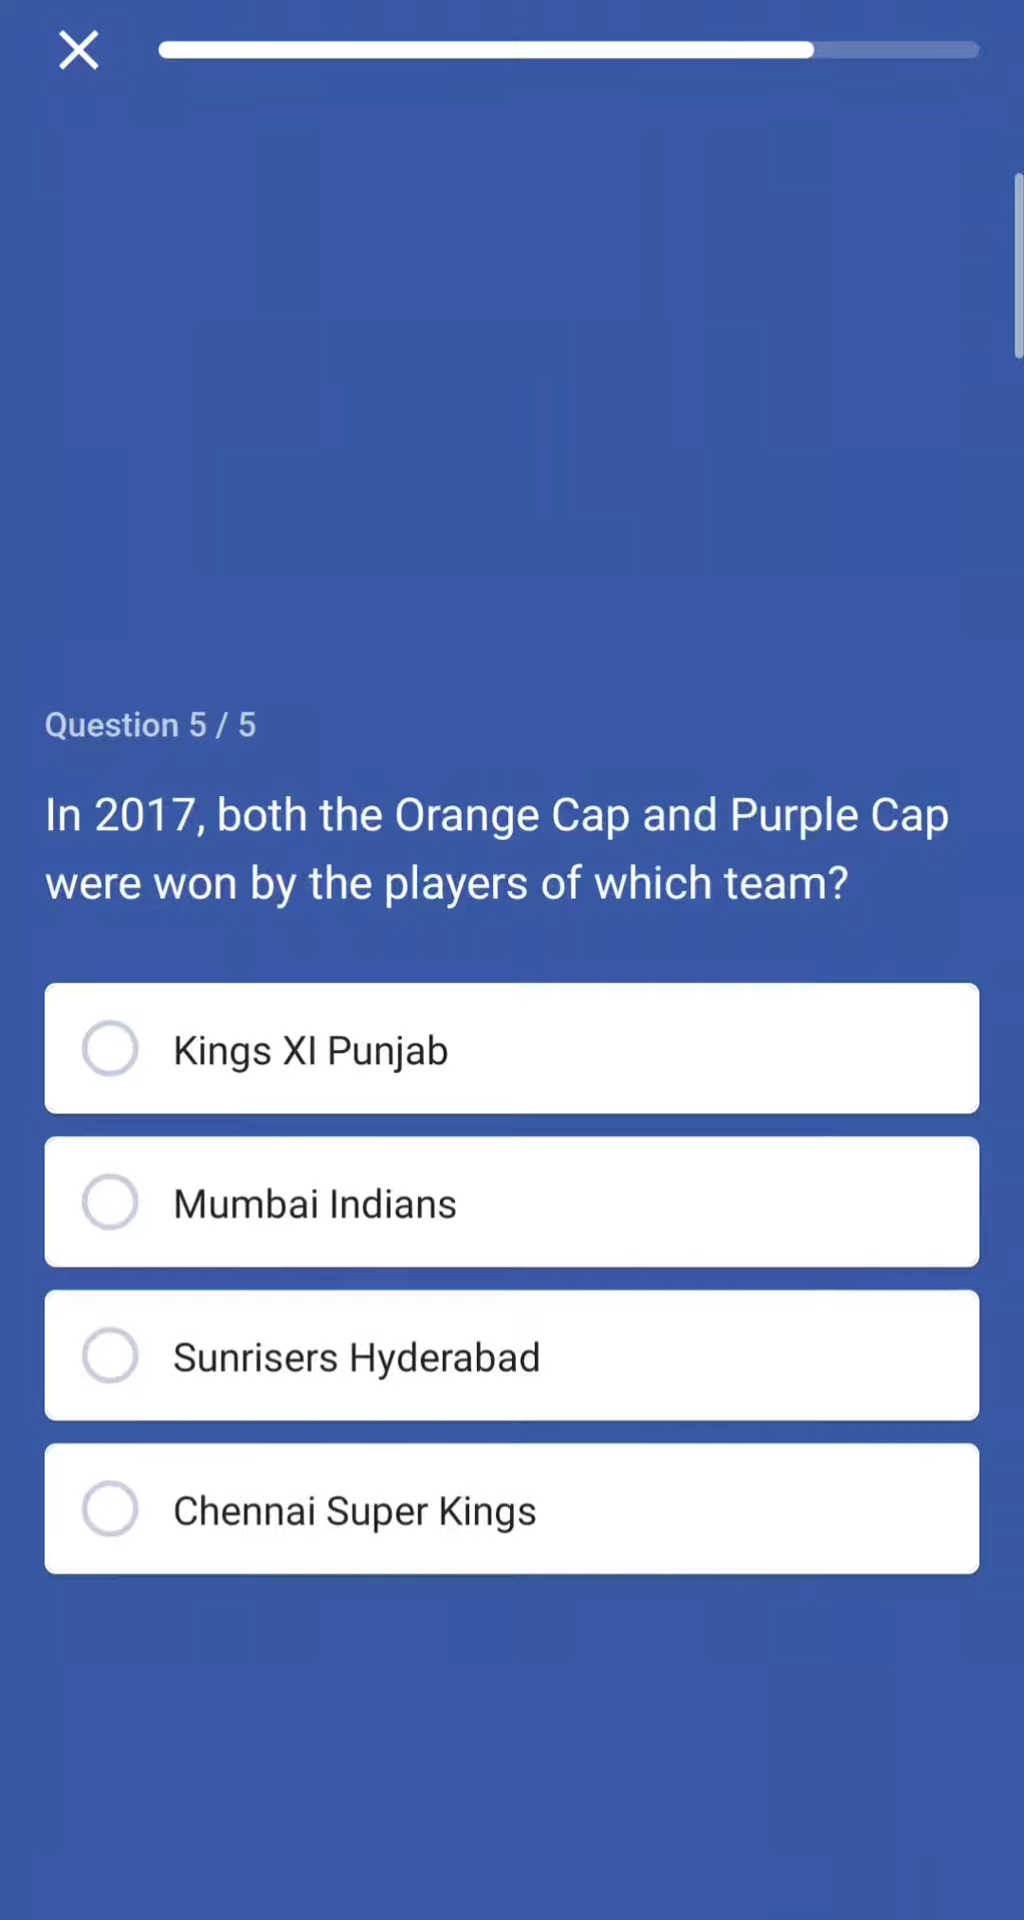 Question 5 / 5
In 2017, both the Orange Cap and Purple Cap
were won by the players of which team?
Kings XI Punjab
Mumbai Indians
Sunrisers Hyderabad
Chennai Super Kings